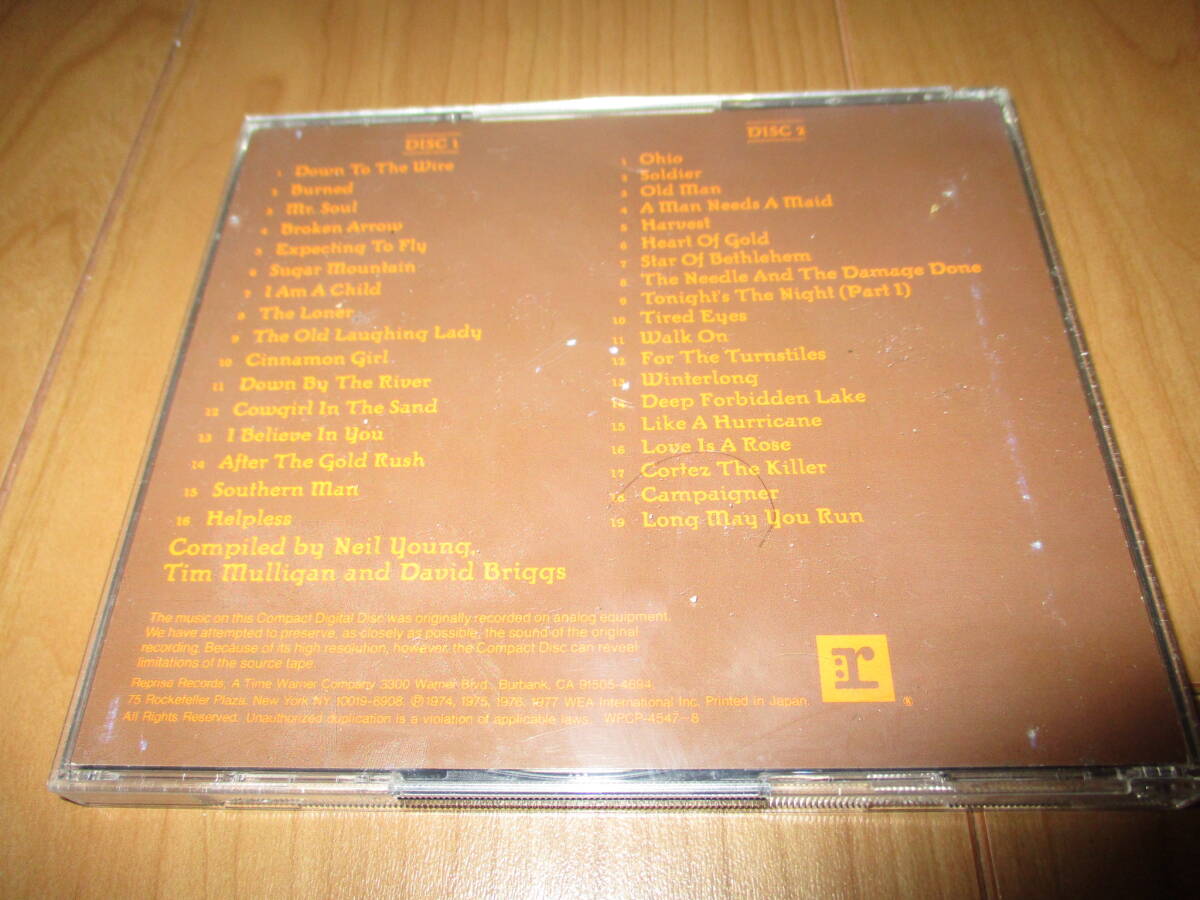 DISC 1
1 Down To The Wire
2 Burned
3 Mr. Soul
4 Broken Arrow
5 Expecting To Fly
6 Sugar Mountain
7 I Am A Child
8 The Loner
9 The Old Laughing Lady
10 Cinnamon Girl
11 Down By The River
12 Cowgirl In The Sand
13 I Believe In You
14 After The Gold Rush
15 Southern Man
16 Helpless
Compiled by Neil Young,
Tim Mulligan and David Briggs
DISC 2
1 Ohio
2 Soldier
3 Old Man
4 A Man Needs A Maid
5 Harvest
6 Heart Of Gold
7 Star Of Bethlehem
8 The Needle And The Damage Done
9 Tonight's The Night (Part 1)
10 Tired Eyes
11 Walk On
12 For The Turnstiles
13 Winterlong
14 Deep Forbidden Lake
15 Like A Hurricane
16 Love Is A Rose
17 Cortez The Killer
18 Campaigner
19 Long May You Run
The music on this Compact Digital Disc was originally recorded on analog equipment.
We have attempted to preserve, as closely as possible, the sound of the original
recording. Because of its high resolution, however, the Compact Disc can reveal
limitations of the source tape.
Reprise Records, A Time Warner Company 3300 Warner Blvd., Burbank, CA 91505-4694
75 Rockefeller Plaza, New York NY 10019-6908. ℗1974, 1975, 1976, 1977 WEA International Inc. Printed in Japan.
All Rights Reserved. Unauthorized duplication is a violation of applicable laws. WPCP-4547~8
:r
®